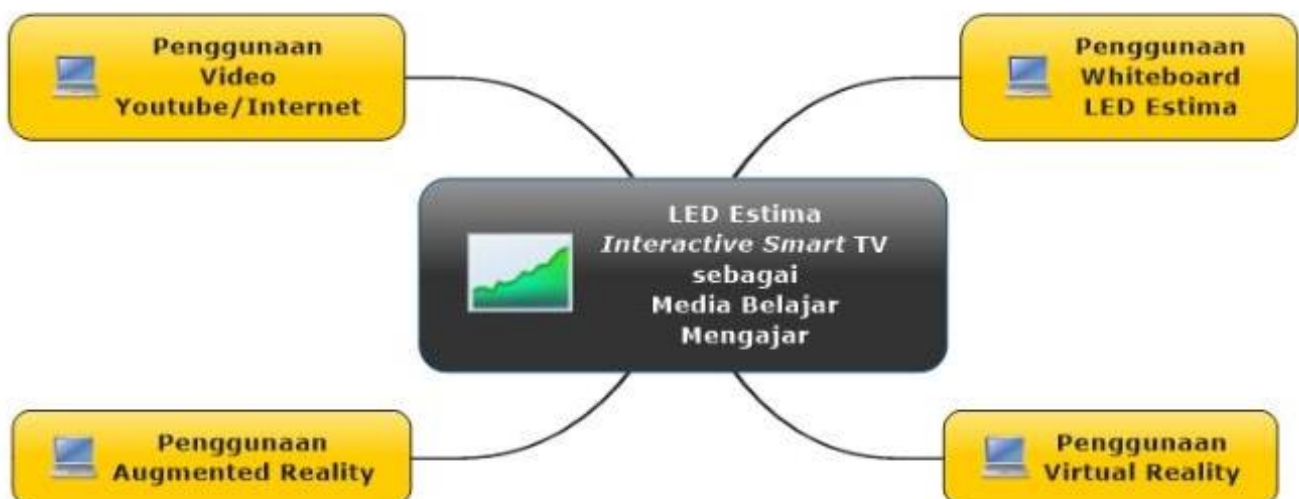 Penggunaan
Video
Youtube/Internet
Penggunaan
Whiteboard
LED Estima
LED Estima
Interactive Smart TV
sebagai
Media Belajar
Mengajar
Penggunaan
Augmented Reality
Penggunaan
Virtual Reality